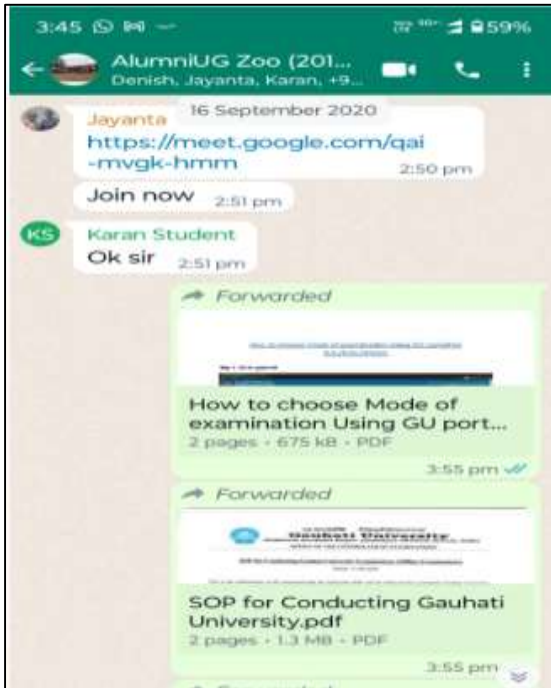 3:45 59%
AlumniUG Zoo (201...
Denish, Jayanta, Karan, +9...
16 September 2020
Jayanta
https://meet.google.com/qai
-mvgk-hmm
2:50 pm
Join now 2:51 pm
KS Karan Student
Ok sir 2:51 pm
Forwarded
How to choose Mode of
examination Using GU port...
2 pages • 675 kB • PDF
3:55 pm
Forwarded
Gauhati University
SOP for Conducting Gauhati
University.pdf
2 pages • 1.3 MB • PDF
3:55 pm